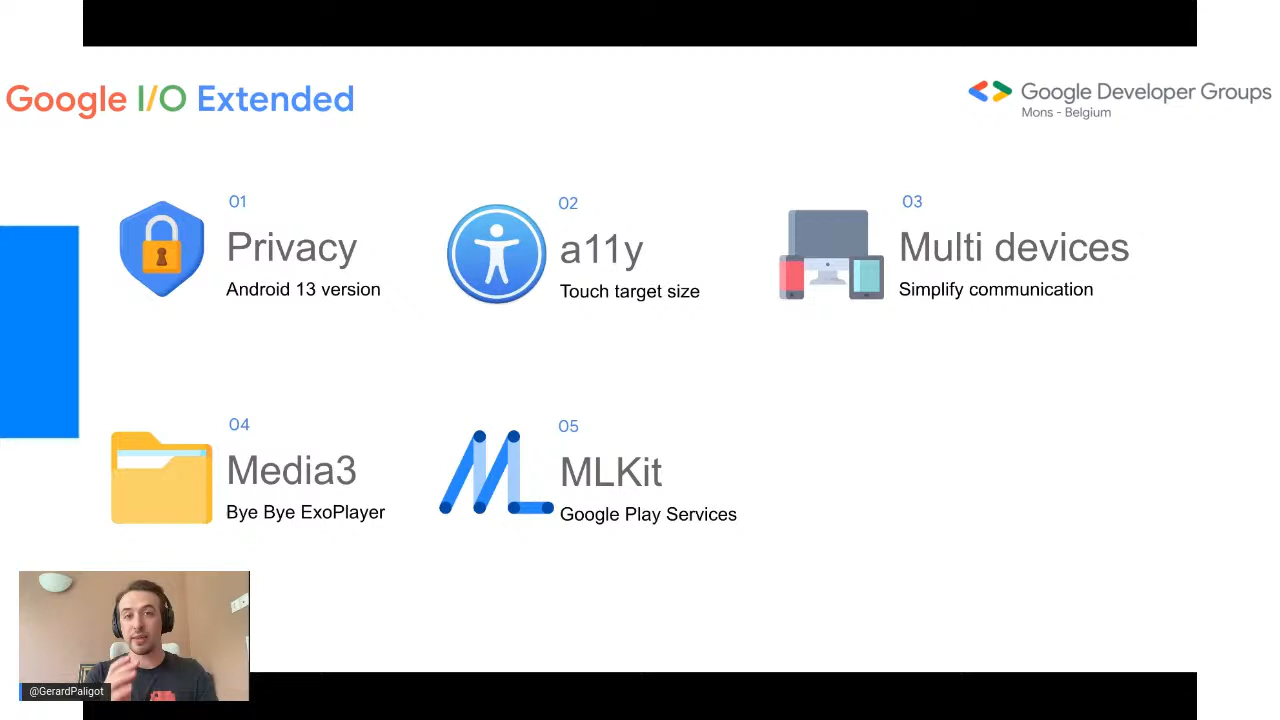 Google I/O Extended
Google Developer Groups
Mons - Belgium
01
Privacy
Android 13 version
02
a11y
Touch target size
03
Multi devices
Simplify communication
04
Media3
Bye Bye ExoPlayer
05
MLKit
Google Play Services
@GerardPaligot